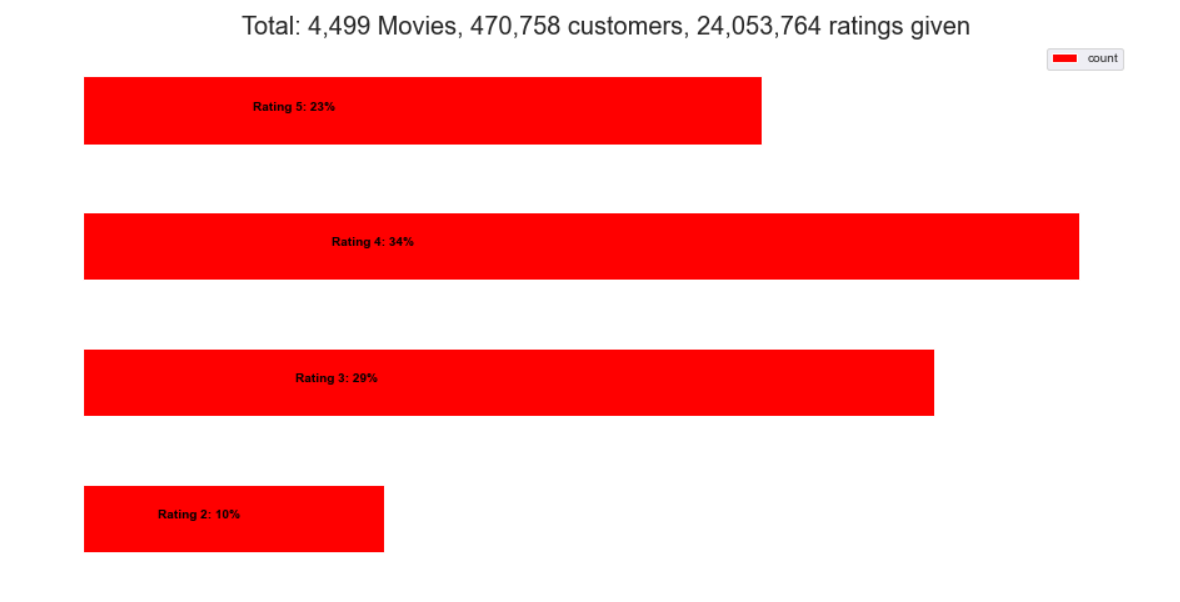 Total: 4,499 Movies, 470,758 customers, 24,053,764 ratings given
count
Rating 5: 23%
Rating 4: 34%
Rating 3: 29%
Rating 2: 10%